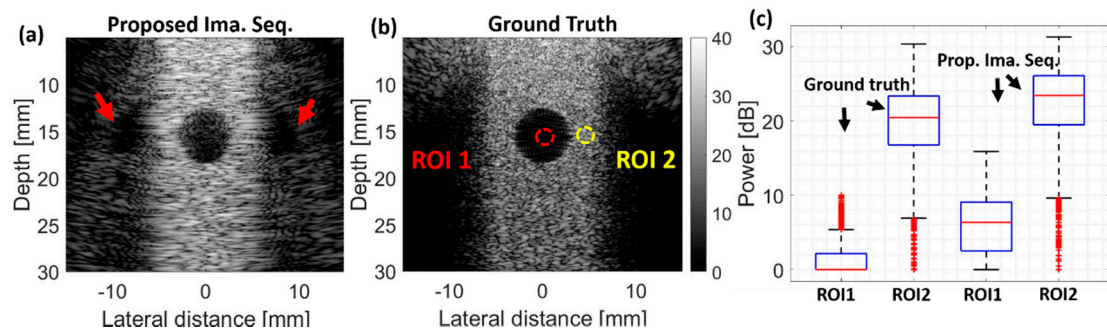 (a)
Proposed Ima. Seq.
Depth [mm]
5
10
15
20
25
30
-10
0
10
Lateral distance [mm]
(b)
Ground Truth
Depth [mm]
5
10
15
20
25
30
ROI 1
ROI 2
-10
0
10
Lateral distance [mm]
40
30
20
10
0
(c)
Power [dB]
30
20
10
0
Ground truth
Prop. Ima. Seq.
ROI1
ROI2
ROI1
ROI2